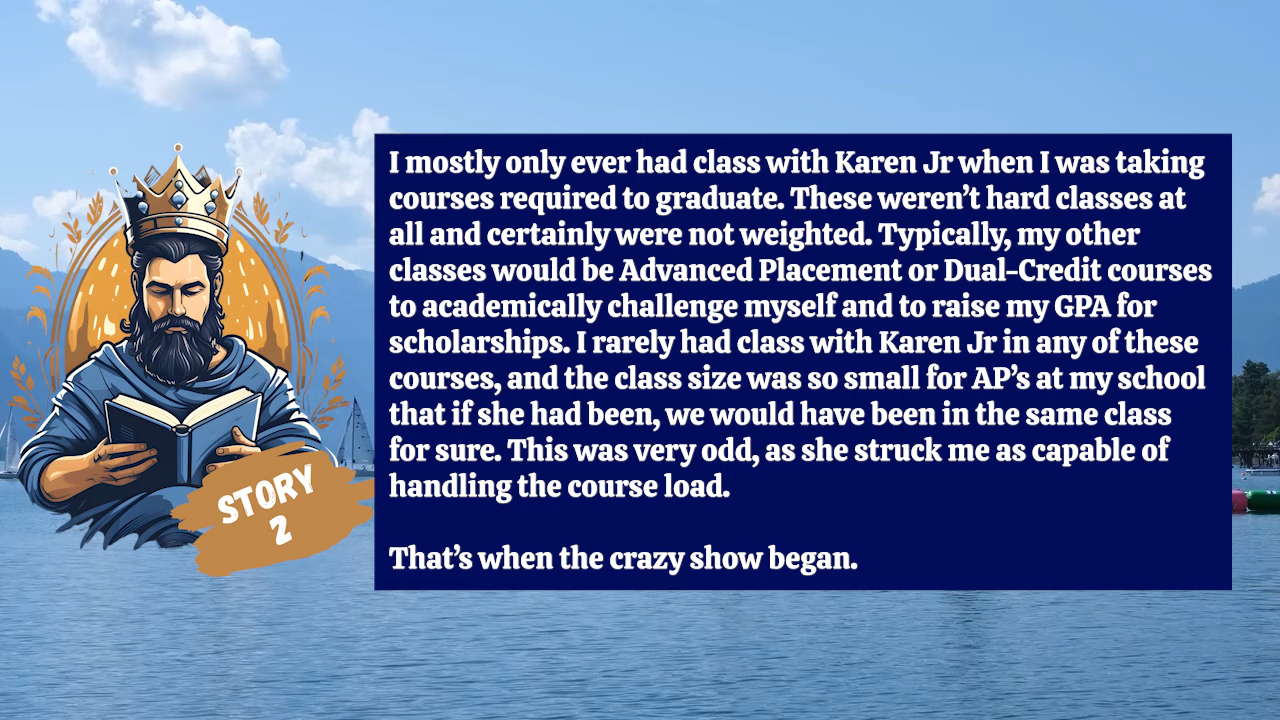 I mostly only ever had class with Karen Jr when I was taking
courses required to graduate. These weren’t hard classes at
all and certainly were not weighted. Typically, my other
classes would be Advanced Placement or Dual-Credit courses
to academically challenge myself and to raise my GPA for
scholarships. I rarely had class with Karen Jr in any of these
courses, and the class size was so small for AP’s at my school
that if she had been, we would have been in the same class
for sure. This was very odd, as she struck me as capable of
handling the course load.
That’s when the crazy show began.
STORY
2